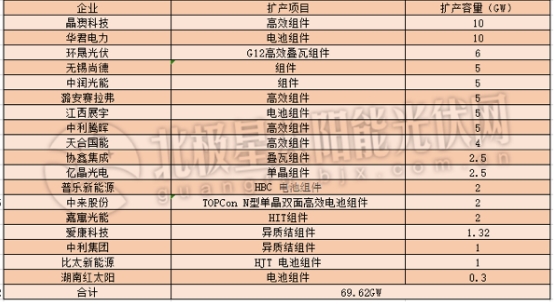 企业 扩产项目 扩产容量（GW）
晶澳科技 高效组件 10
华君电力 电池组件 10
环晟光伏 G12高效叠瓦组件 6
无锡尚德 组件 5
中润光能 组件 5
潞安赛拉弗 高效组件 5
江西展宇 电池组件 5
中利腾晖 高效组件 5
天合国能 高效组件 4
协鑫集成 叠瓦组件 2.5
亿晶光电 单晶组件 2.5
普乐新能源 HBC 电池组件 2
中来股份 TOPCon N型单晶双面高效电池组件 2
嘉寓光能 HIT组件 2
爱康科技 异质结组件 1.32
中利集团 异质结组件 1
比太新能源 HJT 电池组件 1
湖南红太阳 电池组件 0.3
合计 69.62GW
北极星太阳能光伏网